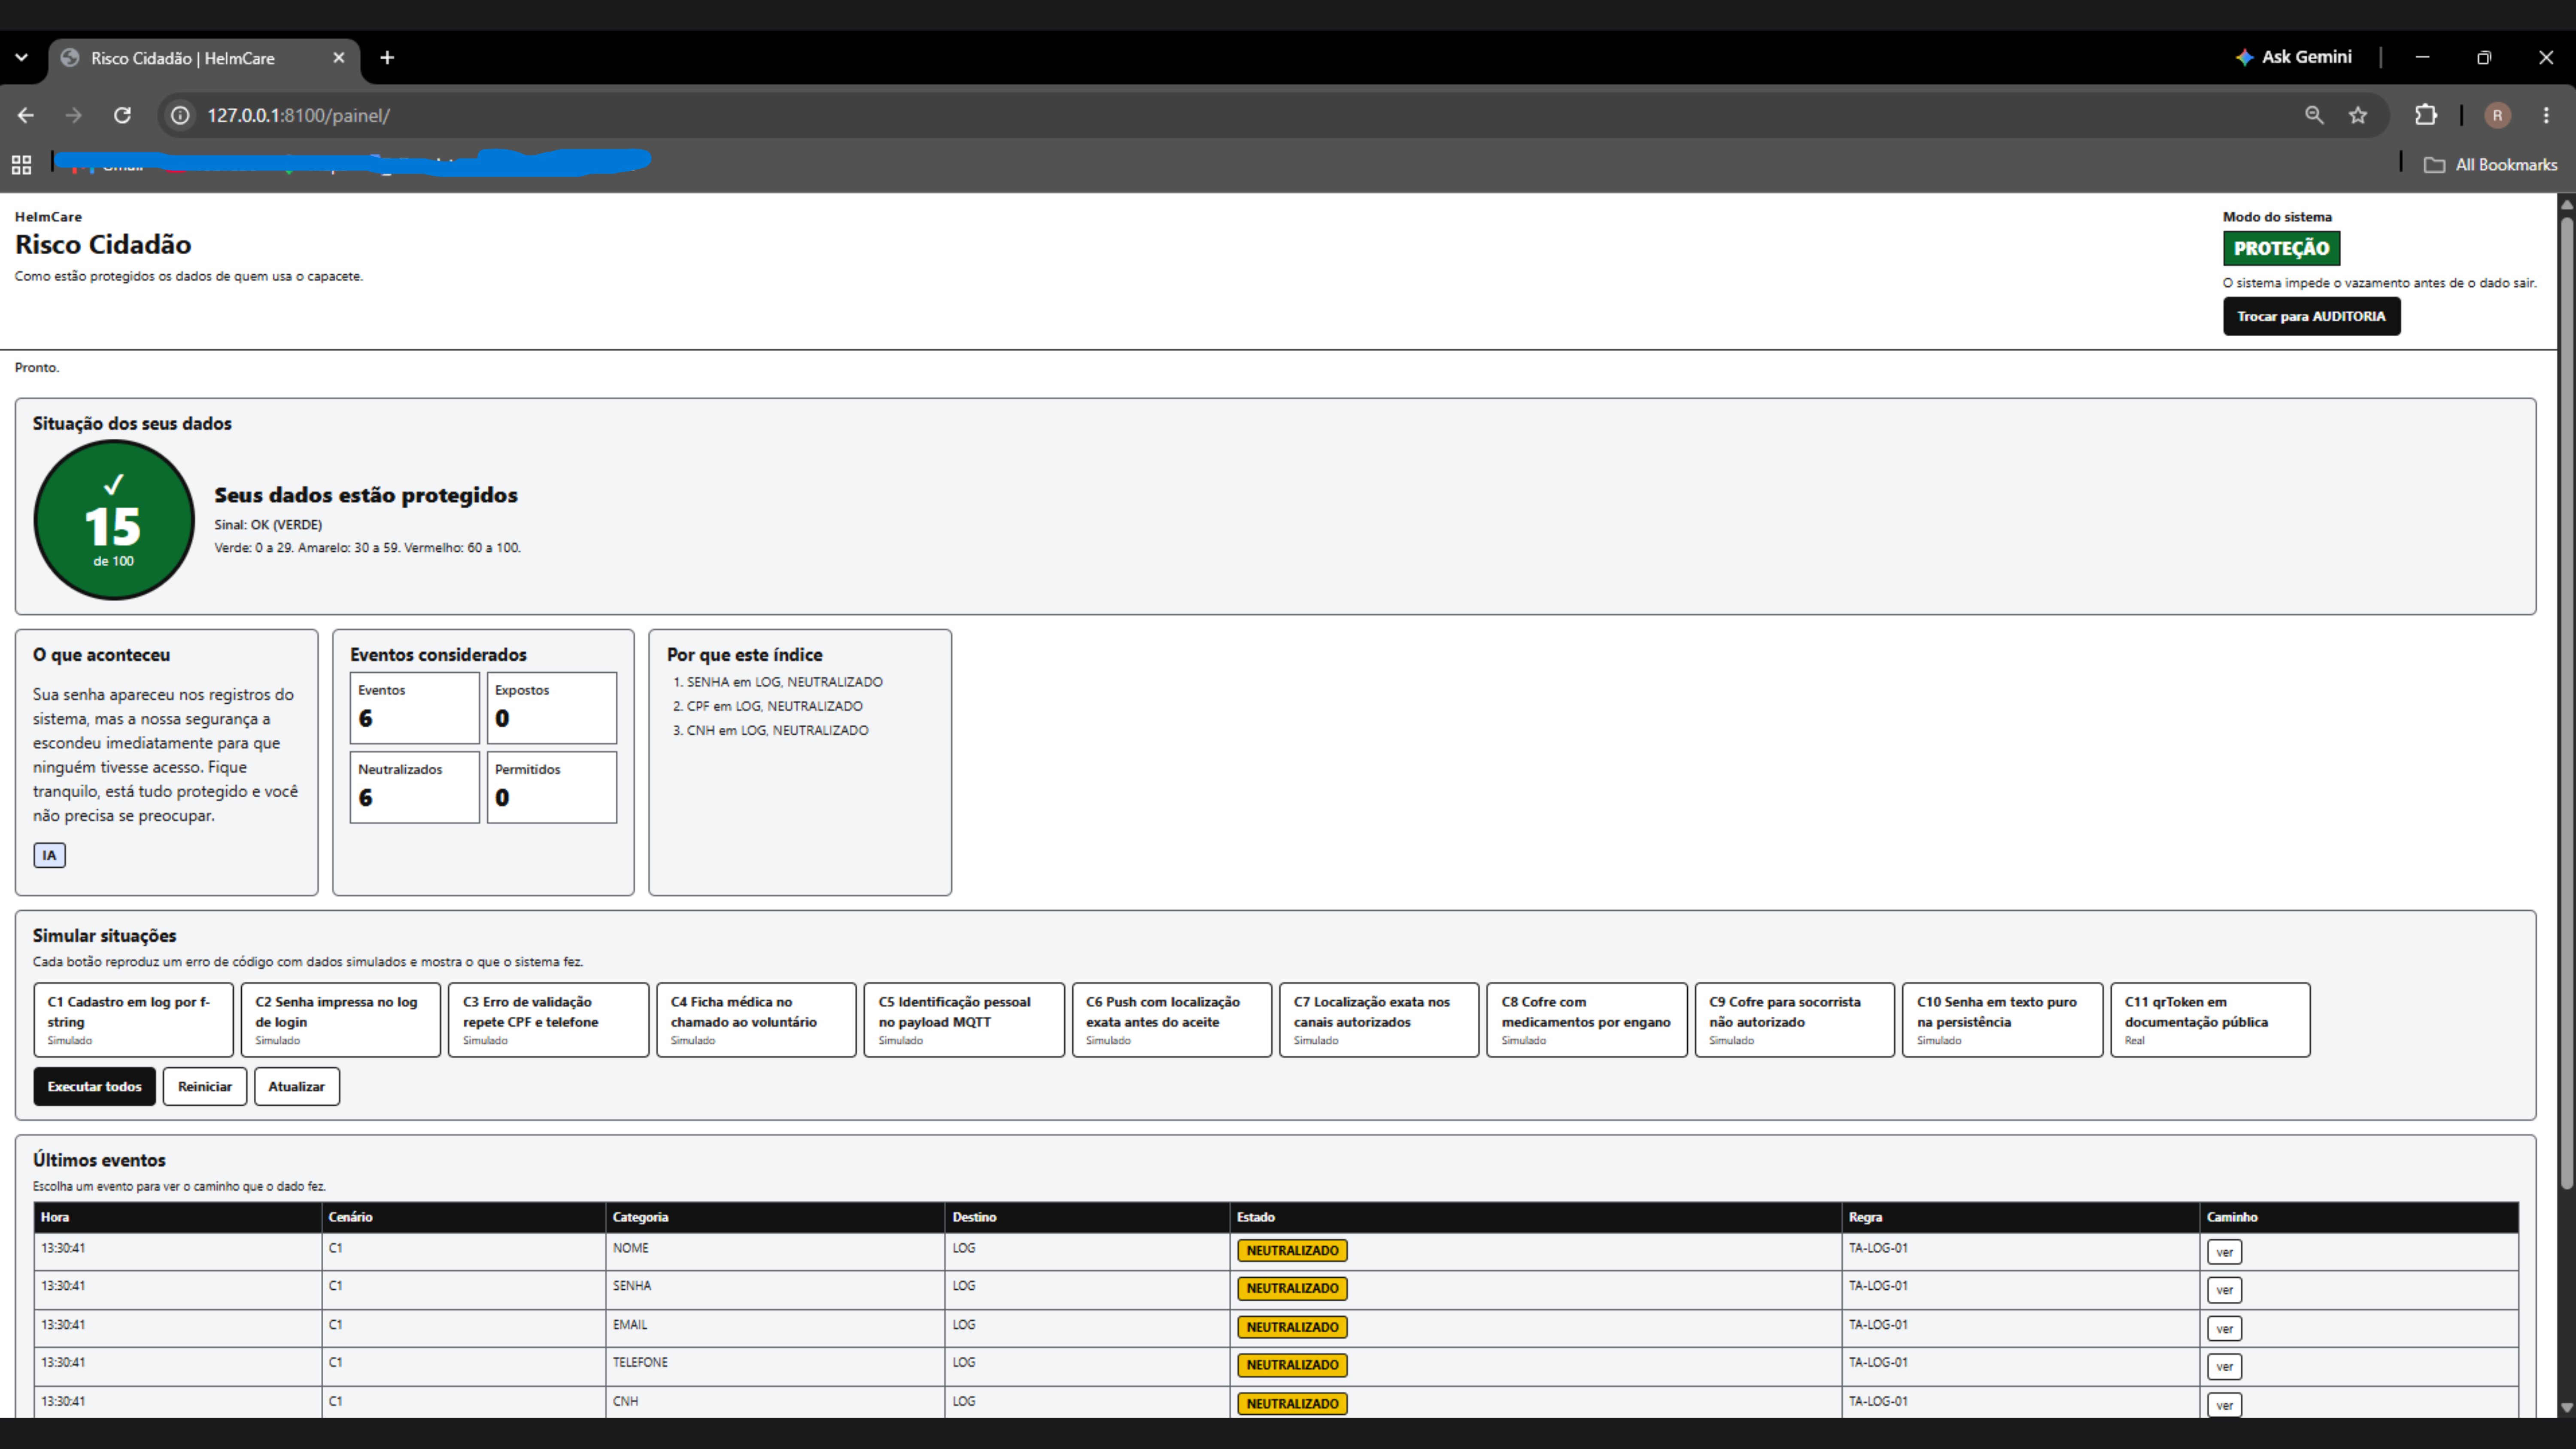 Risco Cidadão | HelmCare
Ask Gemini
127.0.0.1:8100/painel/
R
All Bookmarks
HelmCare
Risco Cidadão
Como estão protegidos os dados de quem usa o capacete.
Modo do sistema
PROTEÇÃO
O sistema impede o vazamento antes de o dado sair.
Trocar para AUDITORIA
Pronto.
Situação dos seus dados
✓
15
de 100
Seus dados estão protegidos
Sinal: OK (VERDE)
Verde: 0 a 29. Amarelo: 30 a 59. Vermelho: 60 a 100.
O que aconteceu
Sua senha apareceu nos registros do
sistema, mas a nossa segurança a
escondeu imediatamente para que
ninguém tivesse acesso. Fique
tranquilo, está tudo protegido e você
não precisa se preocupar.
IA
Eventos considerados
Eventos
6
Expostos
0
Neutralizados
6
Permitidos
0
Por que este índice
1. SENHA em LOG, NEUTRALIZADO
2. CPF em LOG, NEUTRALIZADO
3. CNH em LOG, NEUTRALIZADO
Simular situações
Cada botão reproduz um erro de código com dados simulados e mostra o que o sistema fez.
C1 Cadastro em log por f-
string
Simulado
C2 Senha impressa no log
de login
Simulado
C3 Erro de validação
repete CPF e telefone
Simulado
C4 Ficha médica no
chamado ao voluntário
Simulado
C5 Identificação pessoal
no payload MQTT
Simulado
C6 Push com localização
exata antes do aceite
Simulado
C7 Localização exata nos
canais autorizados
Simulado
C8 Cofre com
medicamentos por engano
Simulado
C9 Cofre para socorrista
não autorizado
Simulado
C10 Senha em texto puro
na persistência
Simulado
C11 qrToken em
documentação pública
Real
Executar todos
Reiniciar
Atualizar
Últimos eventos
Escolha um evento para ver o caminho que o dado fez.
Hora Cenário Categoria Destino Estado Regra Caminho
13:30:41 C1 NOME LOG NEUTRALIZADO TA-LOG-01 ver
13:30:41 C1 SENHA LOG NEUTRALIZADO TA-LOG-01 ver
13:30:41 C1 EMAIL LOG NEUTRALIZADO TA-LOG-01 ver
13:30:41 C1 TELEFONE LOG NEUTRALIZADO TA-LOG-01 ver
13:30:41 C1 CNH LOG NEUTRALIZADO TA-LOG-01 ver